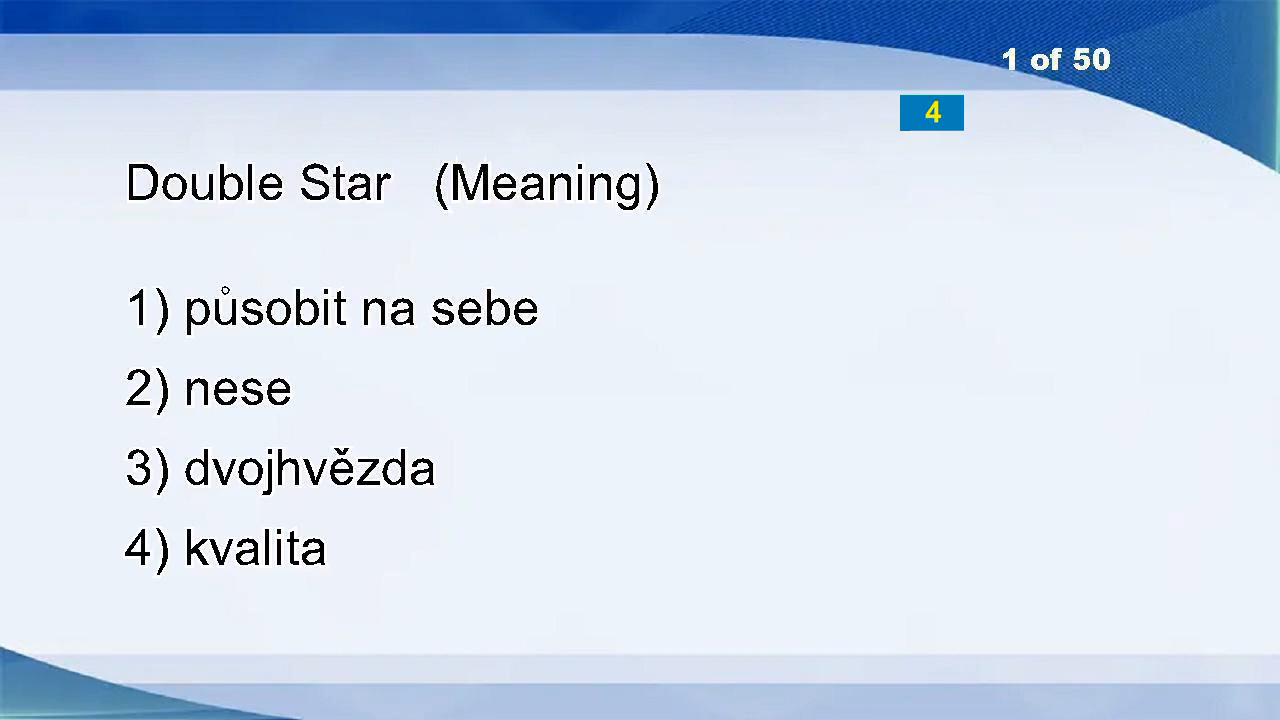 1 of 50
4
Double Star (Meaning)
1) působit na sebe
2) nese
3) dvojhvězda
4) kvalita